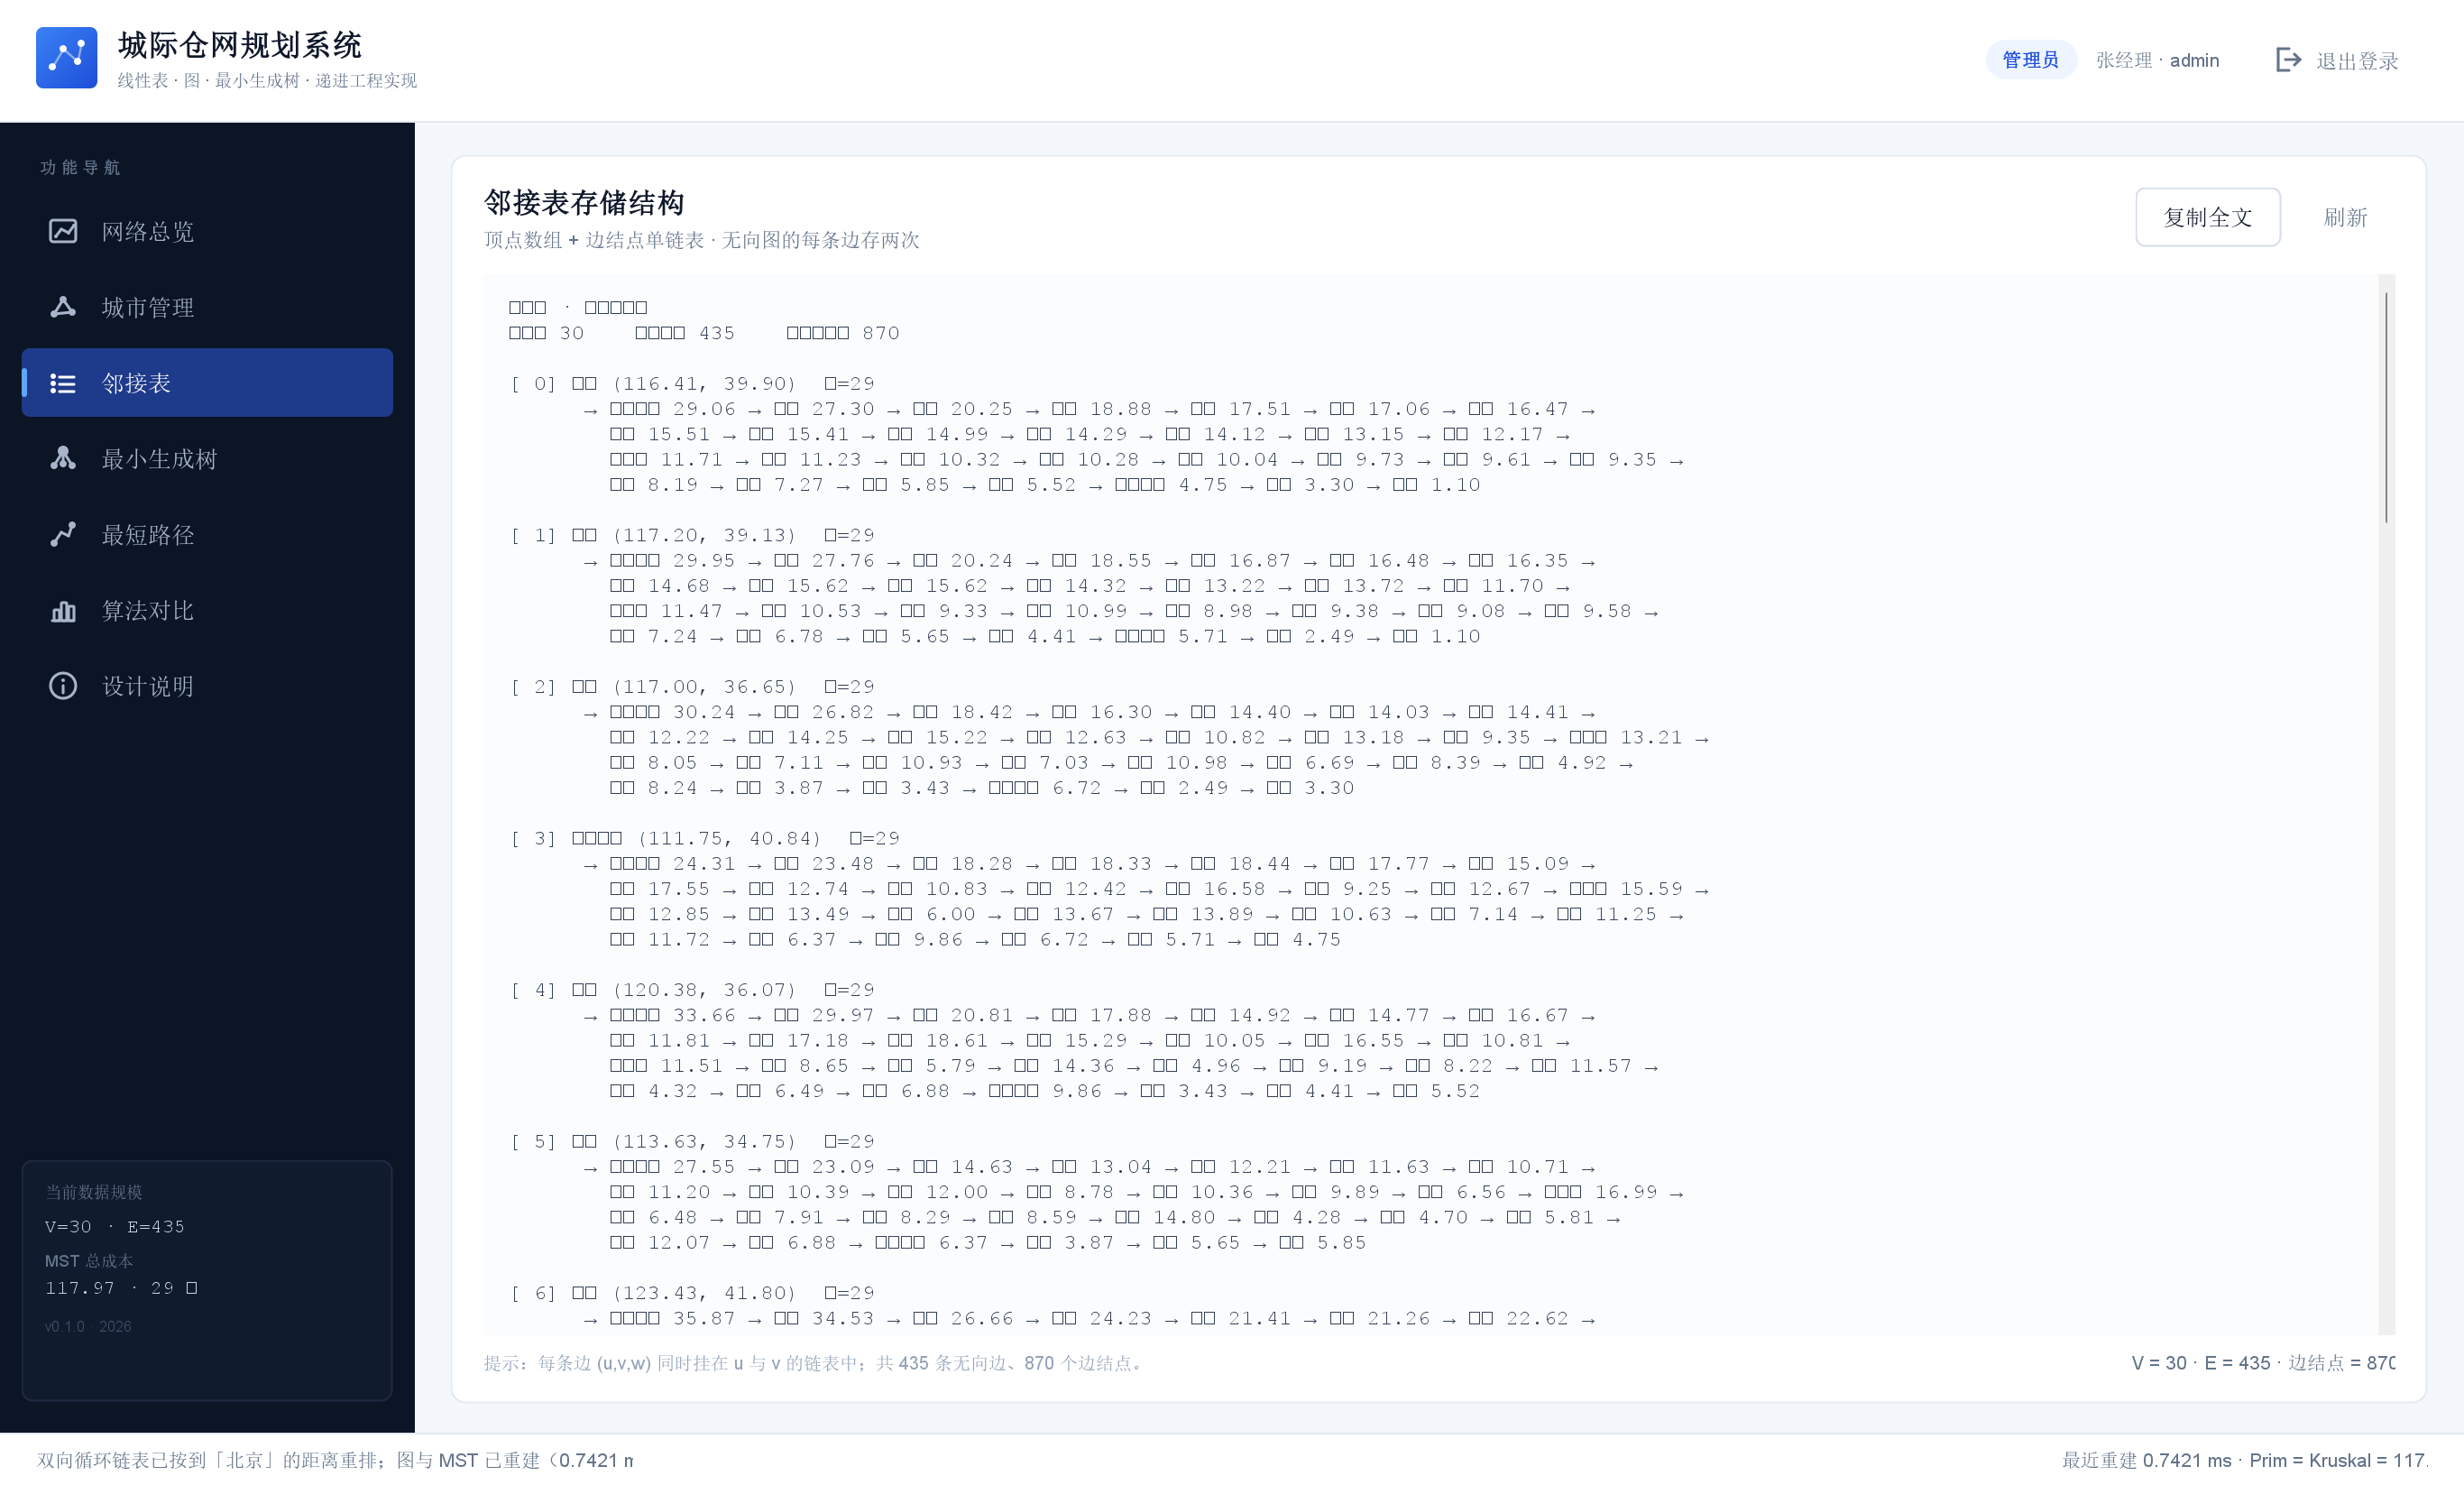 城际仓网规划系统
线性表 · 图 · 最小生成树 · 递进工程实现
管理员
张经理 · admin
退出登录
功能导航
网络总览
城市管理
邻接表
最小生成树
最短路径
算法对比
设计说明
当前数据规模
V=30 · E=435
MST 总成本
117.97 · 29 □
v0.1.0 · 2026
邻接表存储结构
顶点数组 + 边结点单链表 · 无向图的每条边存两次
复制全文
刷新
□□□ · □□□□□
□□□ 30    □□□□ 435    □□□□□ 870
[ 0] □□ (116.41, 39.90)  □=29
→ □□□□ 29.06 → □□ 27.30 → □□ 20.25 → □□ 18.88 → □□ 17.51 → □□ 17.06 → □□ 16.47 →
□□ 15.51 → □□ 15.41 → □□ 14.99 → □□ 14.29 → □□ 14.12 → □□ 13.15 → □□ 12.17 →
□□□ 11.71 → □□ 11.23 → □□ 10.32 → □□ 10.28 → □□ 10.04 → □□ 9.73 → □□ 9.61 → □□ 9.35 →
□□ 8.19 → □□ 7.27 → □□ 5.85 → □□ 5.52 → □□□□ 4.75 → □□ 3.30 → □□ 1.10
[ 1] □□ (117.20, 39.13)  □=29
→ □□□□ 29.95 → □□ 27.76 → □□ 20.24 → □□ 18.55 → □□ 16.87 → □□ 16.48 → □□ 16.35 →
□□ 14.68 → □□ 15.62 → □□ 15.62 → □□ 14.32 → □□ 13.22 → □□ 13.72 → □□ 11.70 →
□□□ 11.47 → □□ 10.53 → □□ 9.33 → □□ 10.99 → □□ 8.98 → □□ 9.38 → □□ 9.08 → □□ 9.58 →
□□ 7.24 → □□ 6.78 → □□ 5.65 → □□ 4.41 → □□□□ 5.71 → □□ 2.49 → □□ 1.10
[ 2] □□ (117.00, 36.65)  □=29
→ □□□□ 30.24 → □□ 26.82 → □□ 18.42 → □□ 16.30 → □□ 14.40 → □□ 14.03 → □□ 14.41 →
□□ 12.22 → □□ 14.25 → □□ 15.22 → □□ 12.63 → □□ 10.82 → □□ 13.18 → □□ 9.35 → □□□ 13.21 →
□□ 8.05 → □□ 7.11 → □□ 10.93 → □□ 7.03 → □□ 10.98 → □□ 6.69 → □□ 8.39 → □□ 4.92 →
□□ 8.24 → □□ 3.87 → □□ 3.43 → □□□□ 6.72 → □□ 2.49 → □□ 3.30
[ 3] □□□□ (111.75, 40.84)  □=29
→ □□□□ 24.31 → □□ 23.48 → □□ 18.28 → □□ 18.33 → □□ 18.44 → □□ 17.77 → □□ 15.09 →
□□ 17.55 → □□ 12.74 → □□ 10.83 → □□ 12.42 → □□ 16.58 → □□ 9.25 → □□ 12.67 → □□□ 15.59 →
□□ 12.85 → □□ 13.49 → □□ 6.00 → □□ 13.67 → □□ 13.89 → □□ 10.63 → □□ 7.14 → □□ 11.25 →
□□ 11.72 → □□ 6.37 → □□ 9.86 → □□ 6.72 → □□ 5.71 → □□ 4.75
[ 4] □□ (120.38, 36.07)  □=29
→ □□□□ 33.66 → □□ 29.97 → □□ 20.81 → □□ 17.88 → □□ 14.92 → □□ 14.77 → □□ 16.67 →
□□ 11.81 → □□ 17.18 → □□ 18.61 → □□ 15.29 → □□ 10.05 → □□ 16.55 → □□ 10.81 →
□□□ 11.51 → □□ 8.65 → □□ 5.79 → □□ 14.36 → □□ 4.96 → □□ 9.19 → □□ 8.22 → □□ 11.57 →
□□ 4.32 → □□ 6.49 → □□ 6.88 → □□□□ 9.86 → □□ 3.43 → □□ 4.41 → □□ 5.52
[ 5] □□ (113.63, 34.75)  □=29
→ □□□□ 27.55 → □□ 23.09 → □□ 14.63 → □□ 13.04 → □□ 12.21 → □□ 11.63 → □□ 10.71 →
□□ 11.20 → □□ 10.39 → □□ 12.00 → □□ 8.78 → □□ 10.36 → □□ 9.89 → □□ 6.56 → □□□ 16.99 →
□□ 6.48 → □□ 7.91 → □□ 8.29 → □□ 8.59 → □□ 14.80 → □□ 4.28 → □□ 4.70 → □□ 5.81 →
□□ 12.07 → □□ 6.88 → □□□□ 6.37 → □□ 3.87 → □□ 5.65 → □□ 5.85
[ 6] □□ (123.43, 41.80)  □=29
→ □□□□ 35.87 → □□ 34.53 → □□ 26.66 → □□ 24.23 → □□ 21.41 → □□ 21.26 → □□ 22.62 →
提示：每条边 (u,v,w) 同时挂在 u 与 v 的链表中；共 435 条无向边、870 个边结点。
V = 30 · E = 435 · 边结点 = 870
双向循环链表已按到「北京」的距离重排；图与 MST 已重建（0.7421 m
最近重建 0.7421 ms · Prim = Kruskal = 117.